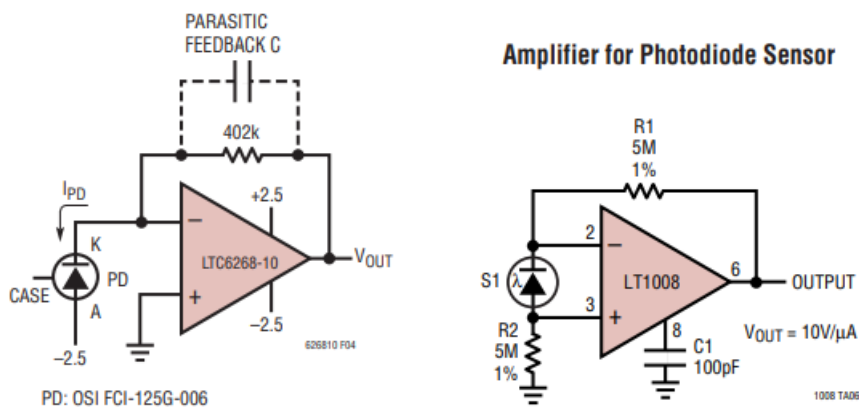 PARASITIC
FEEDBACK C
402k
IPD
+2.5
K
−
LTC6268-10
VOUT
CASE
PD
A
+
−2.5
−2.5
626810 F04
PD: OSI FCI-125G-006
Amplifier for Photodiode Sensor
R1
5M
1%
2
−
S1
λ
LT1008
6
OUTPUT
3
+
R2
5M
1%
8
C1
100pF
VOUT = 10V/µA
1008 TA06